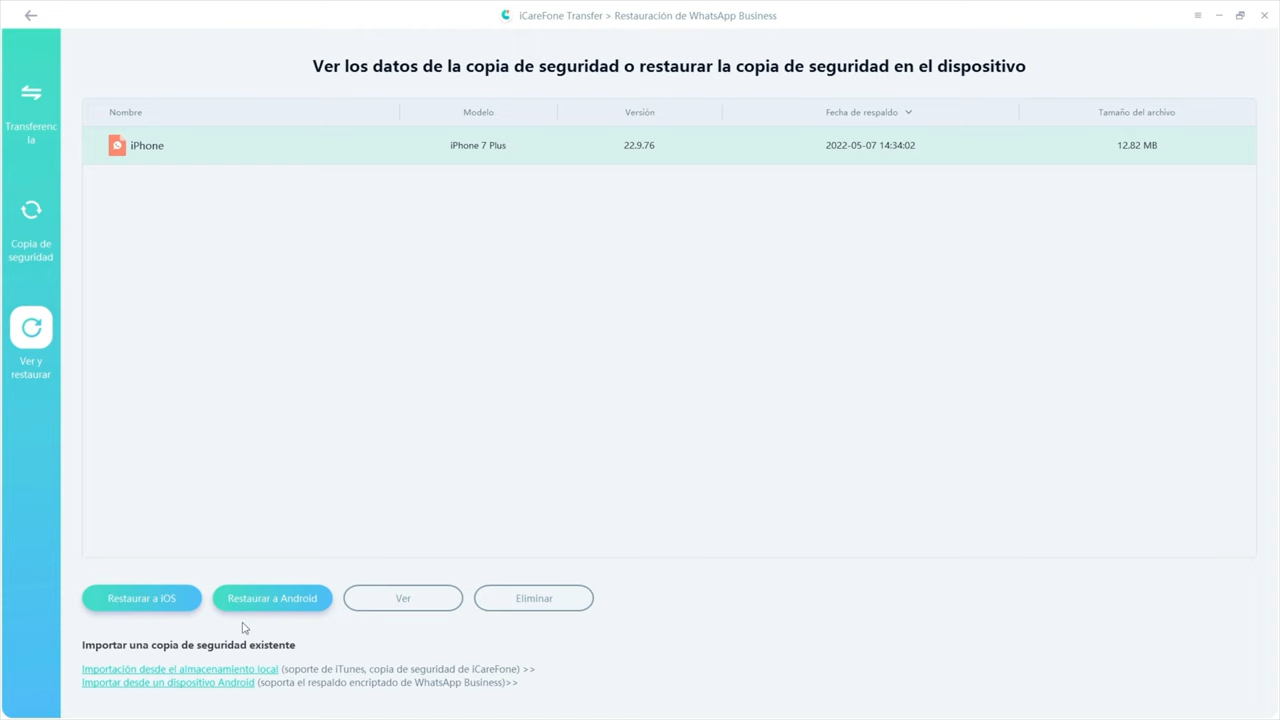 iCareFone Transfer > Restauración de WhatsApp Business
Transferenc
ia
Copia de
seguridad
Ver y
restaurar
Ver los datos de la copia de seguridad o restaurar la copia de seguridad en el dispositivo
Nombre Modelo Versión Fecha de respaldo Tamaño del archivo
iPhone iPhone 7 Plus 22.9.76 2022-05-07 14:34:02 12.82 MB
Restaurar a iOS Restaurar a Android Ver Eliminar
Importar una copia de seguridad existente
Importación desde el almacenamiento local (soporte de iTunes, copia de seguridad de iCareFone) >>
Importar desde un dispositivo Android (soporta el respaldo encriptado de WhatsApp Business)>>